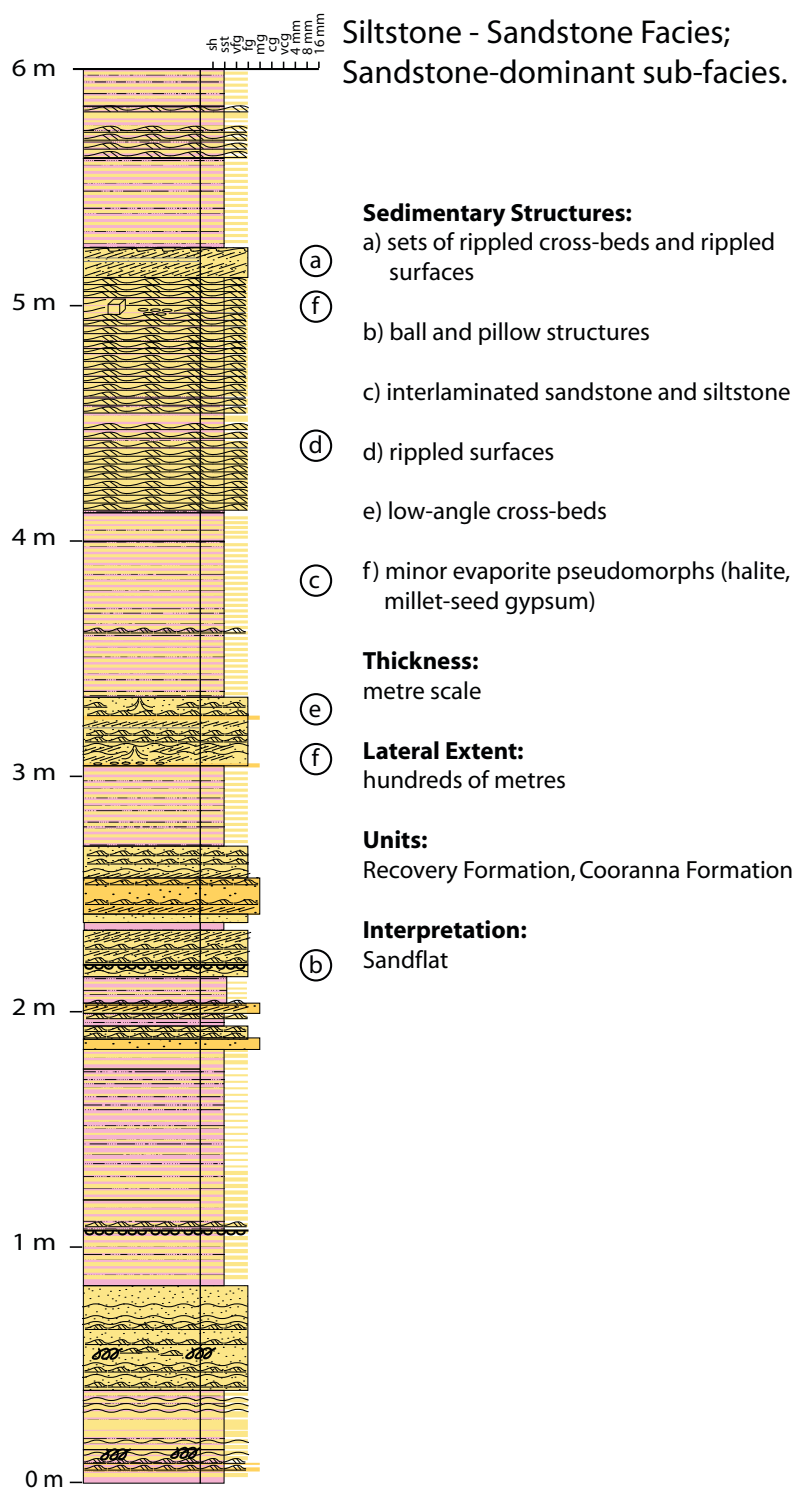 sh
sst
vfg
fg
mg
cg
vcg
4 mm
8 mm
16 mm
Siltstone - Sandstone Facies;
Sandstone-dominant sub-facies.
6 m
Sedimentary Structures:
a) sets of rippled cross-beds and rippled
surfaces
a
5 m
f
b) ball and pillow structures
c) interlaminated sandstone and siltstone
d
d) rippled surfaces
e) low-angle cross-beds
4 m
c
f) minor evaporite pseudomorphs (halite,
millet-seed gypsum)
Thickness:
metre scale
e
f
Lateral Extent:
hundreds of metres
3 m
Units:
Recovery Formation, Cooranna Formation
Interpretation:
Sandflat
b
2 m
1 m
0 m